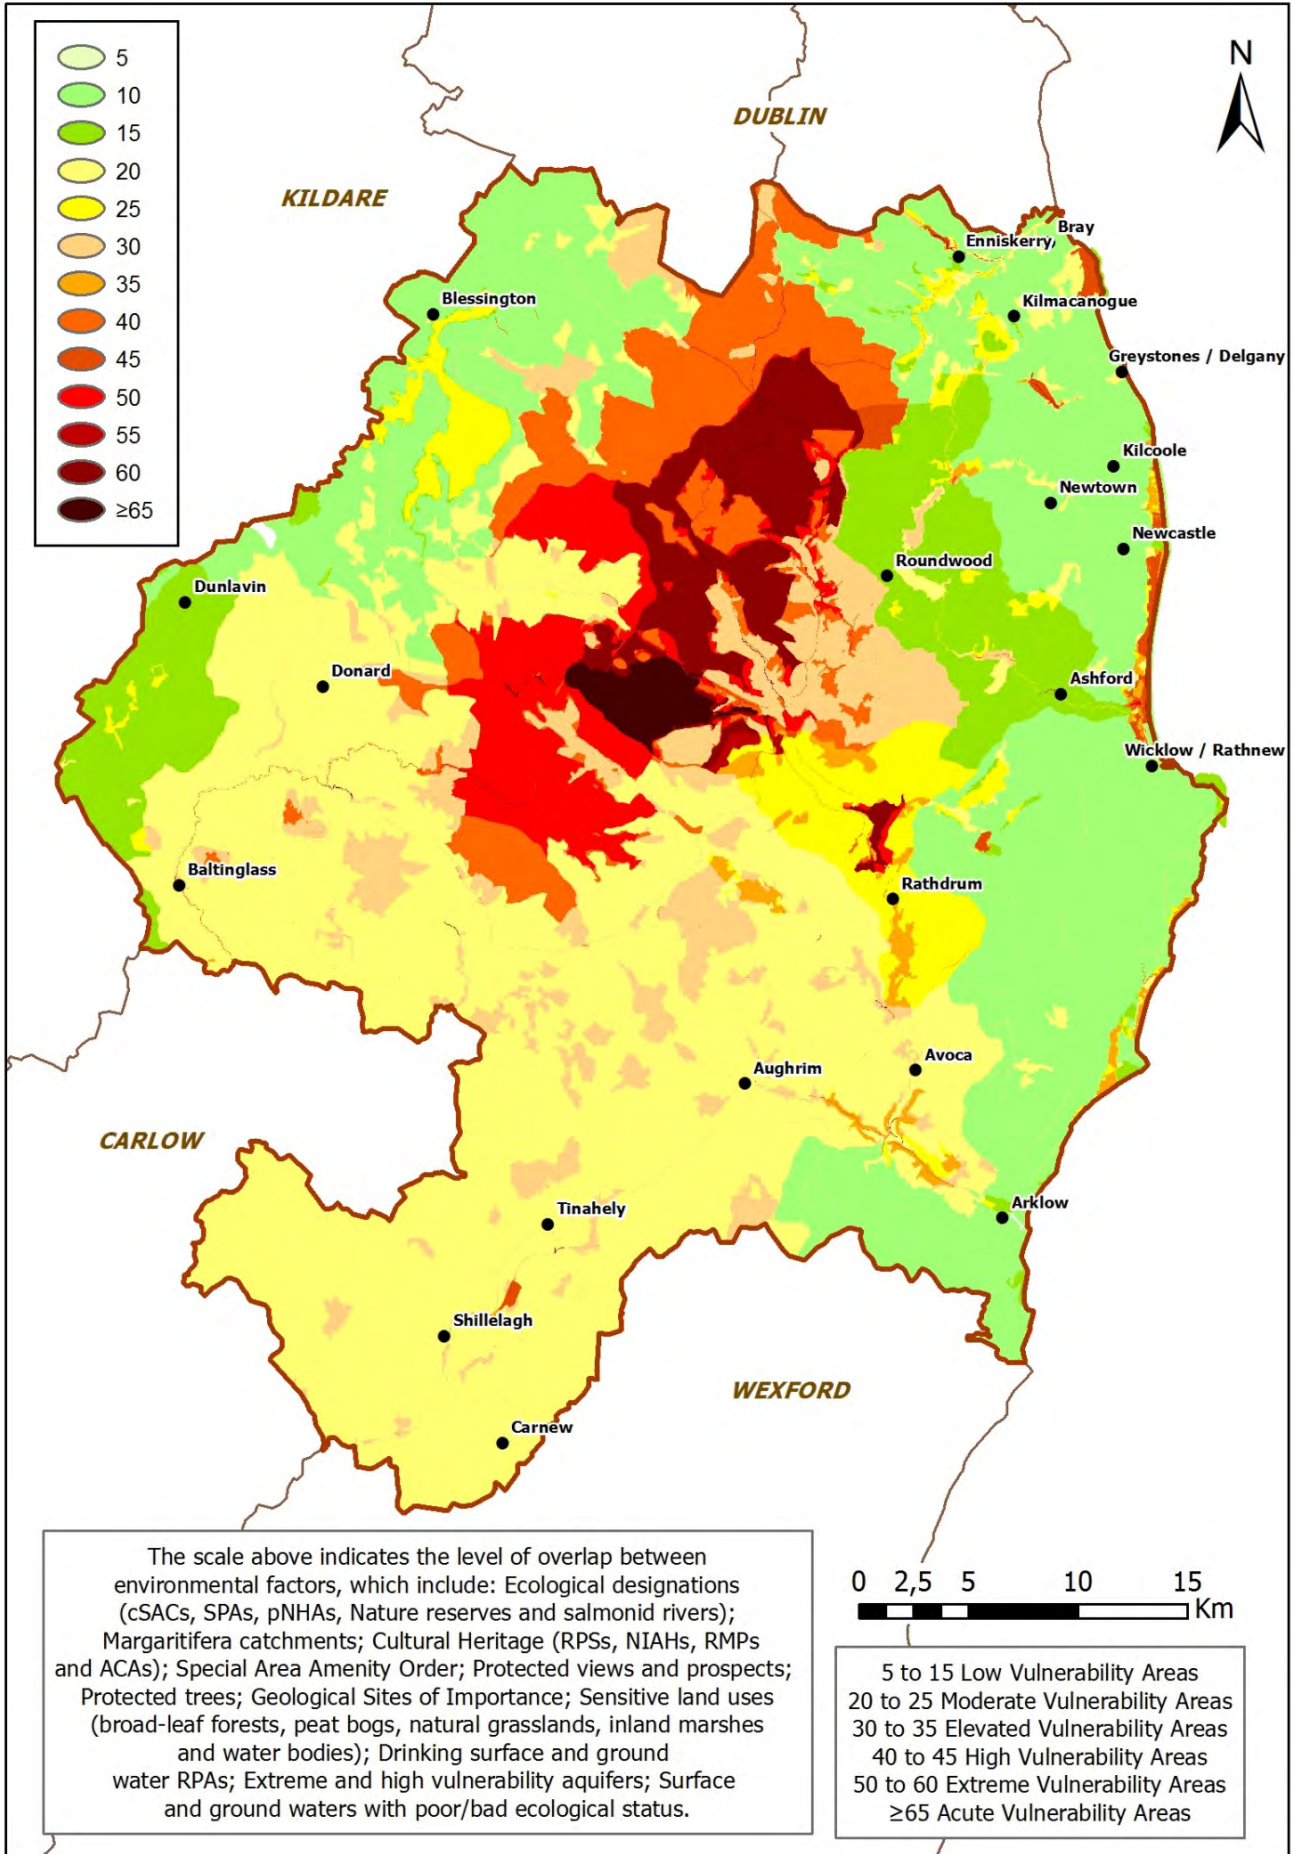 5
10
15
20
25
30
35
40
45
50
55
60
≥65
N
DUBLIN
KILDARE
Bray
Enniskerry
Blessington
Kilmacanogue
Greystones / Delgany
Kilcoole
Newtown
Newcastle
Roundwood
Dunlavin
Donard
Ashford
Wicklow / Rathnew
Baltinglass
Rathdrum
Avoca
Aughrim
CARLOW
Arklow
Tinahely
Shillelagh
WEXFORD
Carnew
The scale above indicates the level of overlap between
environmental factors, which include: Ecological designations
(cSACs, SPAs, pNHAs, Nature reserves and salmonid rivers);
Margaritifera catchments; Cultural Heritage (RPSs, NIAHs, RMPs
and ACAs); Special Area Amenity Order; Protected views and prospects;
Protected trees; Geological Sites of Importance; Sensitive land uses
(broad-leaf forests, peat bogs, natural grasslands, inland marshes
and water bodies); Drinking surface and ground
water RPAs; Extreme and high vulnerability aquifers; Surface
and ground waters with poor/bad ecological status.
0 2,5 5 10 15
Km
5 to 15 Low Vulnerability Areas
20 to 25 Moderate Vulnerability Areas
30 to 35 Elevated Vulnerability Areas
40 to 45 High Vulnerability Areas
50 to 60 Extreme Vulnerability Areas
≥65 Acute Vulnerability Areas